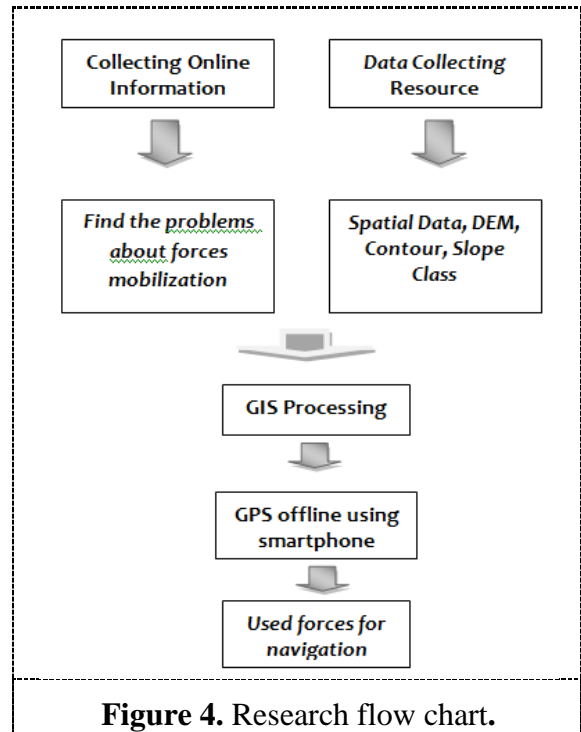 Collecting Online
Information
Data Collecting
Resource
Find the problems
about forces
mobilization
Spatial Data, DEM,
Contour, Slope
Class
GIS Processing
GPS offline using
smartphone
Used forces for
navigation
Figure 4. Research flow chart.